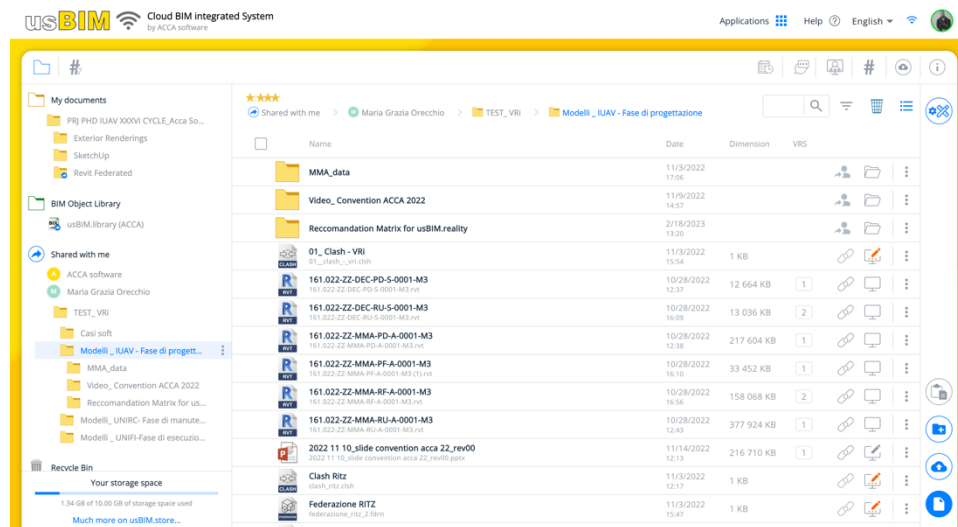 usBIM
Cloud BIM integrated System
by ACCA software
Applications
Help
English
My documents
PRJ PHD IUAV XXXVI CYCLE_Acca So...
Exterior Renderings
SketchUp
Revit Federated
BIM Object Library
usBIM.library (ACCA)
Shared with me
A ACCA software
M Maria Grazia Orecchio
TEST_ VRi
Casi soft
Modelli _ IUAV - Fase di progett...
MMA_data
Video_ Convention ACCA 2022
Reccomandation Matrix for us...
Modelli_ UNIRC- Fase di manute...
Modelli _ UNIFI-Fase di esecuzio...
Recycle Bin
Your storage space
1.34 GB of 10.00 GB of storage space used
Much more on usBIM.store...
Shared with me > M Maria Grazia Orecchio > TEST_ VRi > Modelli _ IUAV - Fase di progettazione
Name Date Dimension VRS
MMA_data 11/3/2022
17:06
Video_ Convention ACCA 2022 11/9/2022
14:57
Reccomandation Matrix for usBIM.reality 2/18/2023
13:20
CLASH 01_ Clash - VRi 11/3/2022 1 KB
01__clash_-_vri.clsh 15:54
RVT 161.022-ZZ-DEC-PD-S-0001-M3 10/28/2022 12 664 KB 1
161.022-ZZ-DEC-PD-S-0001-M3.rvt 12:37
RVT 161.022-ZZ-DEC-RU-S-0001-M3 10/28/2022 13 036 KB 2
161.022-ZZ-DEC-RU-S-0001-M3.rvt 16:09
RVT 161.022-ZZ-MMA-PD-A-0001-M3 10/28/2022 217 604 KB 1
161.022-ZZ-MMA-PD-A-0001-M3.rvt 12:38
RVT 161.022-ZZ-MMA-PF-A-0001-M3 10/28/2022 33 452 KB 1
161.022-ZZ-MMA-PF-A-0001-M3 (1).rvt 16:10
RVT 161.022-ZZ-MMA-RF-A-0001-M3 10/28/2022 158 068 KB 2
161.022-ZZ-MMA-RF-A-0001-M3.rvt 16:56
RVT 161.022-ZZ-MMA-RU-A-0001-M3 10/28/2022 377 924 KB 1
161.022-ZZ-MMA-RU-A-0001-M3.rvt 12:43
2022 11 10_slide convention acca 22_rev00 11/14/2022 216 710 KB 1
2022 11 10_slide convention acca 22_rev00.pptx 12:13
CLASH Clash Ritz 11/3/2022 1 KB
clash_ritz.clsh 12:17
Federazione RITZ 11/3/2022 1 KB
federazione_ritz_2.fdrn 15:47